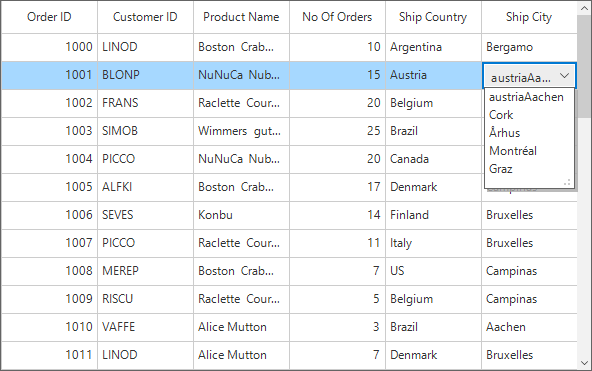 Order ID Customer ID Product Name No Of Orders Ship Country Ship City
1000 LINOD Boston Crab... 10 Argentina Bergamo
1001 BLONP NuNuCa Nub... 15 Austria austriaAa...
1002 FRANS Raclette Cour... 20 Belgium austriaAachen
1003 SIMOB Wimmers gut... 25 Brazil Cork
Århus
1004 PICCO NuNuCa Nub... 20 Canada Montréal
Graz
1005 ALFKI Boston Crab... 17 Denmark
1006 SEVES Konbu 14 Finland Bruxelles
1007 PICCO Raclette Cour... 11 Italy Bruxelles
1008 MEREP Boston Crab... 7 US Campinas
1009 RISCU Raclette Cour... 5 Belgium Campinas
1010 VAFFE Alice Mutton 3 Brazil Aachen
1011 LINOD Alice Mutton 7 Denmark Bruxelles